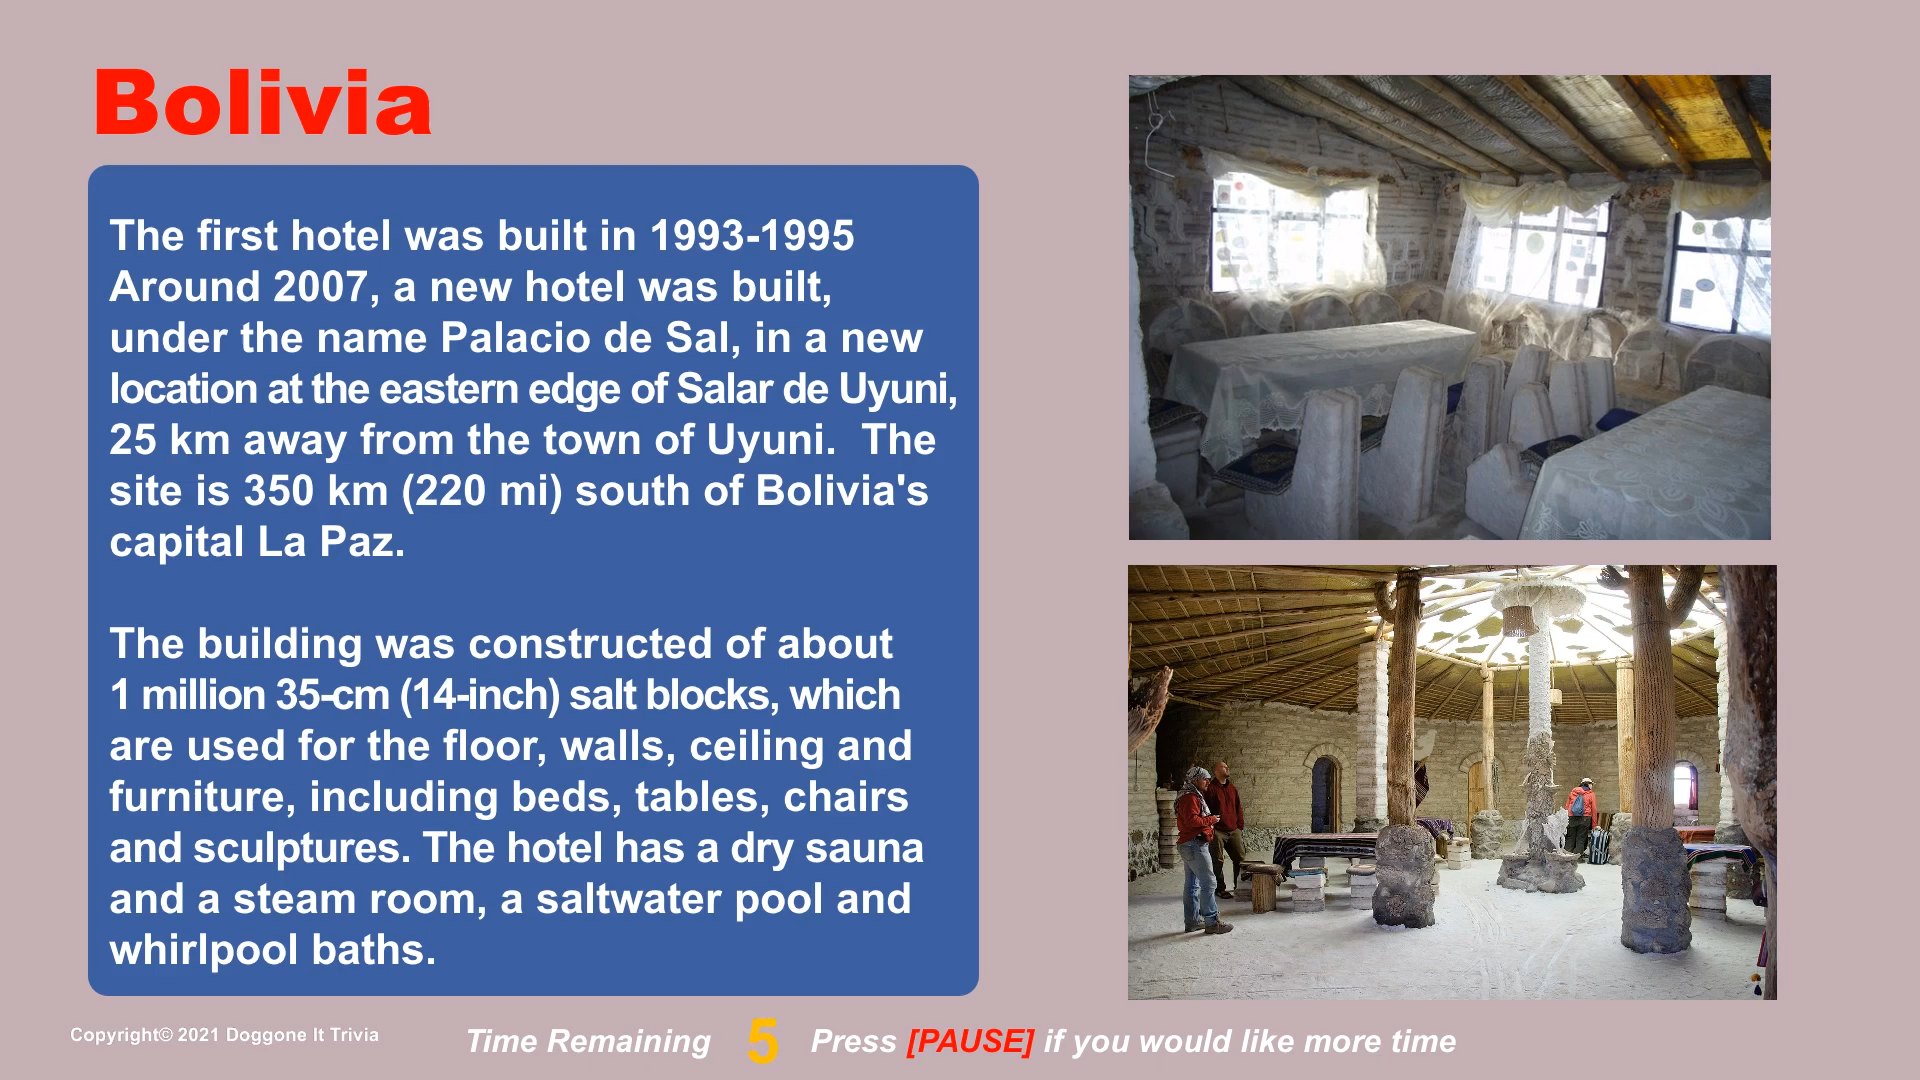 Bolivia
The first hotel was built in 1993-1995
Around 2007, a new hotel was built,
under the name Palacio de Sal, in a new
location at the eastern edge of Salar de Uyuni,
25 km away from the town of Uyuni.  The
site is 350 km (220 mi) south of Bolivia's
capital La Paz.
The building was constructed of about
1 million 35-cm (14-inch) salt blocks, which
are used for the floor, walls, ceiling and
furniture, including beds, tables, chairs
and sculptures. The hotel has a dry sauna
and a steam room, a saltwater pool and
whirlpool baths.
Copyright© 2021 Doggone It Trivia
Time Remaining 5 Press [PAUSE] if you would like more time